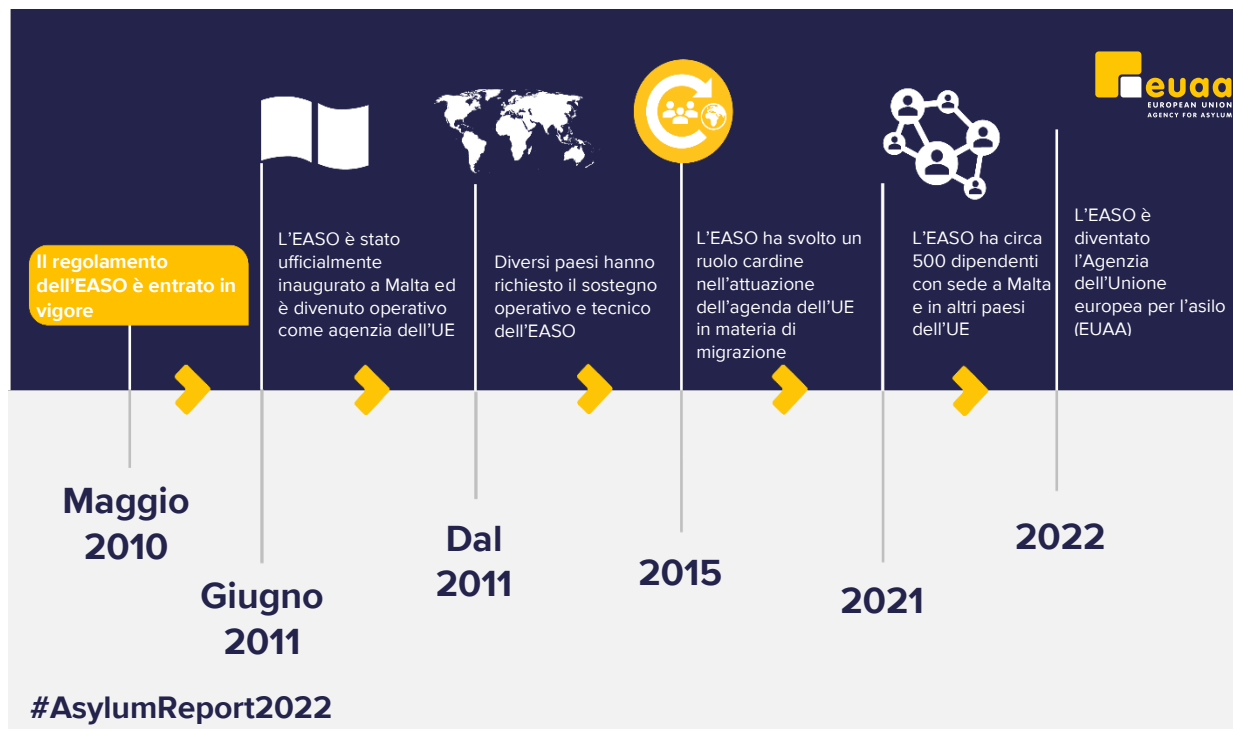 euaa
EUROPEAN UNION
AGENCY FOR ASYLUM
Il regolamento
dell'EASO è entrato in
vigore
Maggio
2010
L'EASO è stato
ufficialmente
inaugurato a Malta ed
è divenuto operativo
come agenzia dell'UE
Giugno
2011
Diversi paesi hanno
richiesto il sostegno
operativo e tecnico
dell'EASO
Dal
2011
L'EASO ha svolto un
ruolo cardine
nell'attuazione
dell'agenda dell'UE
in materia di
migrazione
2015
L'EASO ha circa
500 dipendenti
con sede a Malta
e in altri paesi
dell'UE
2021
L'EASO è
diventato
l'Agenzia
dell'Unione
europea per l'asilo
(EUAA)
2022
#AsylumReport2022